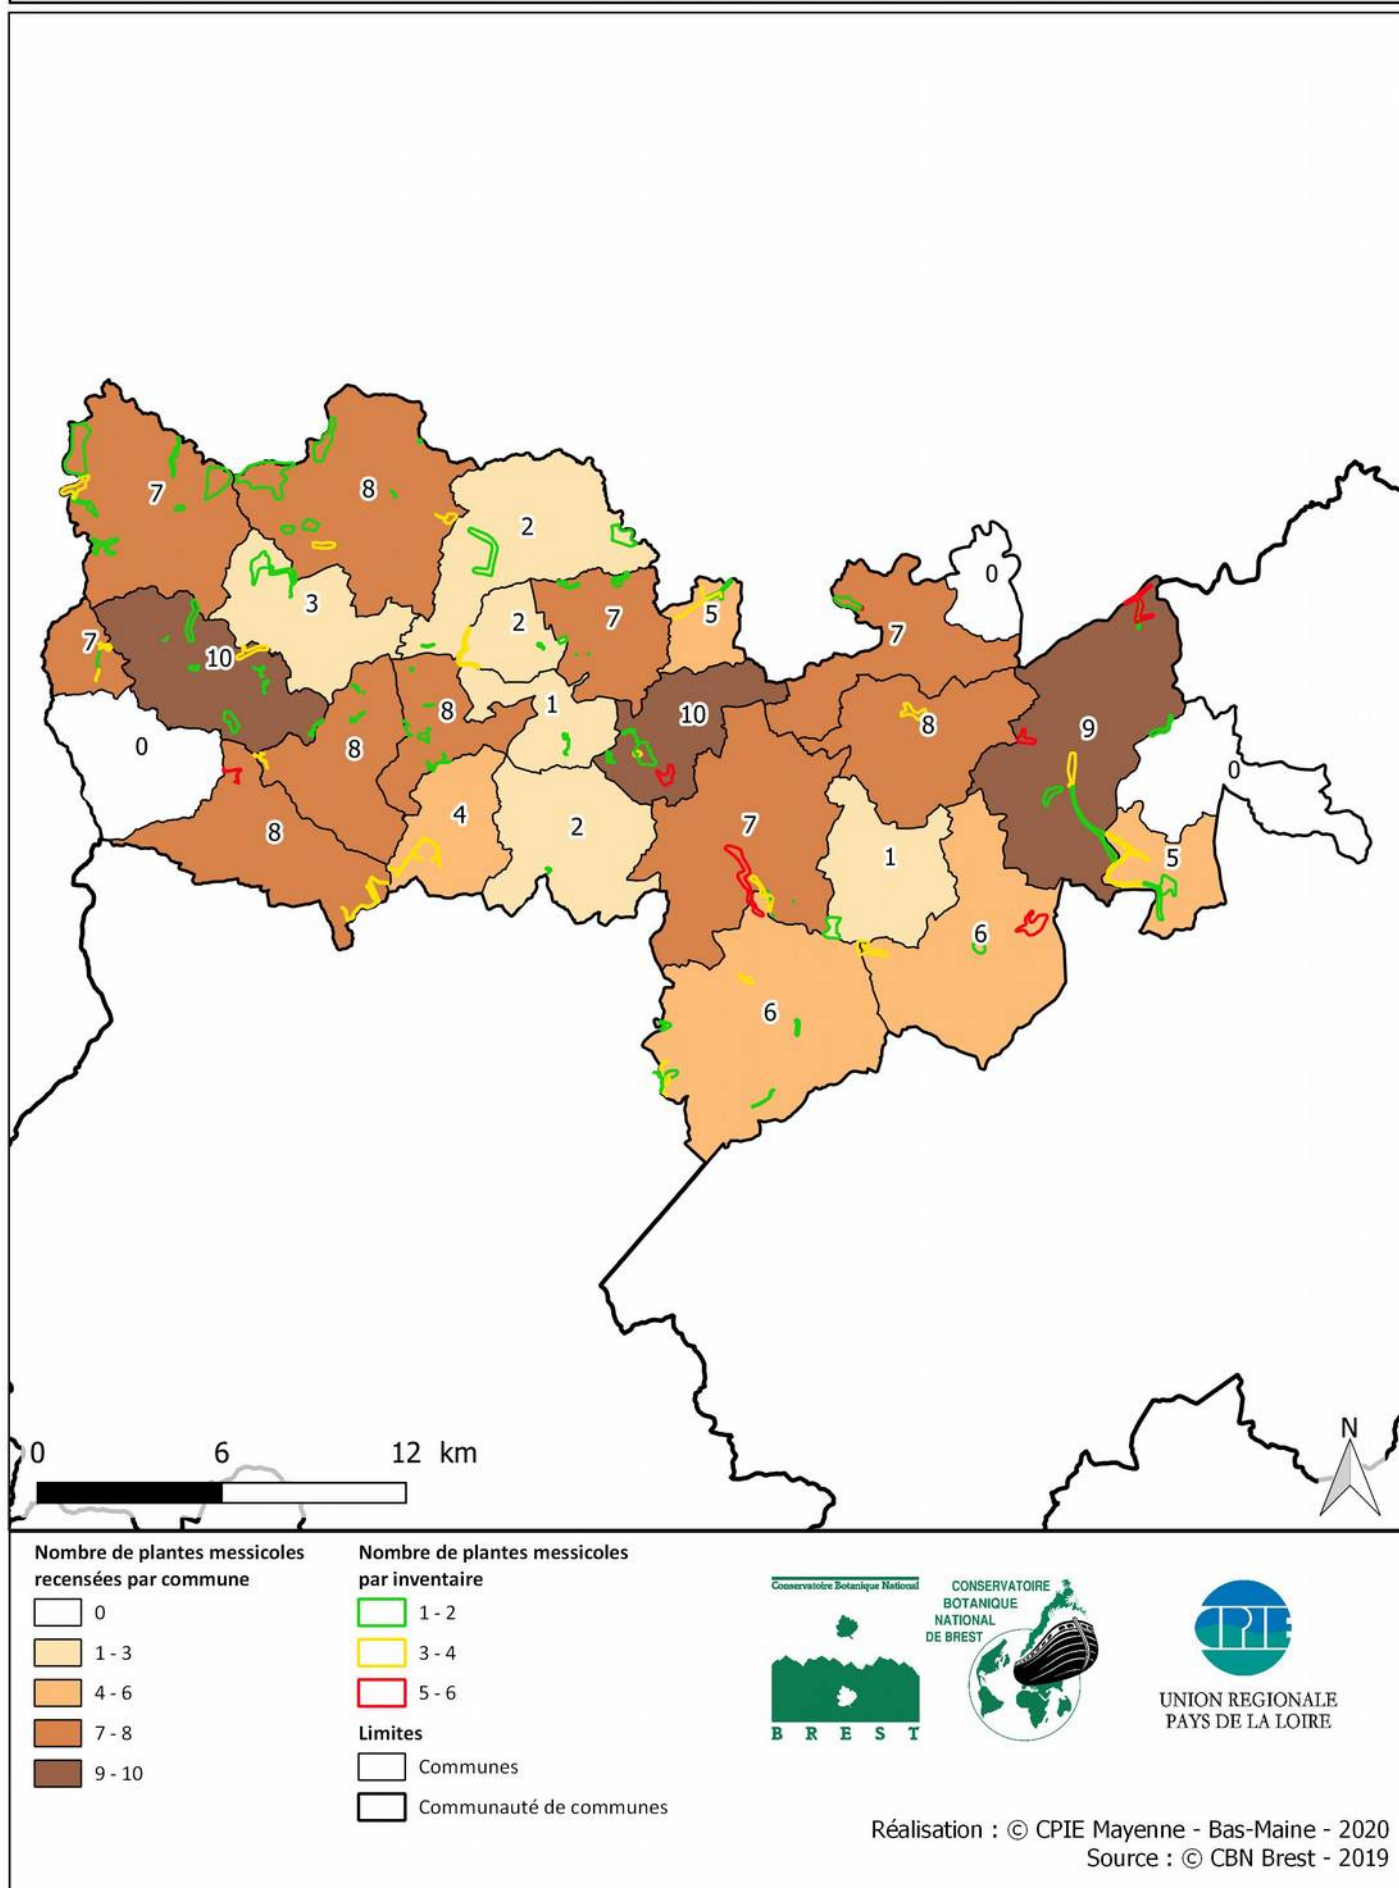 7
8
2
0
3
2
7
5
7
7
10
10
8
1
8
9
0
8
0
4
2
7
1
5
8
6
6
0 6 12 km
N
Nombre de plantes messicoles
recensées par commune
0
1 - 3
4 - 6
7 - 8
9 - 10
Nombre de plantes messicoles
par inventaire
1 - 2
3 - 4
5 - 6
Limites
Communes
Communauté de communes
Conservatoire Botanique National
B R E S T
CONSERVATOIRE
BOTANIQUE
NATIONAL
DE BREST
CPIE
UNION REGIONALE
PAYS DE LA LOIRE
Réalisation : © CPIE Mayenne - Bas-Maine - 2020
Source : © CBN Brest - 2019